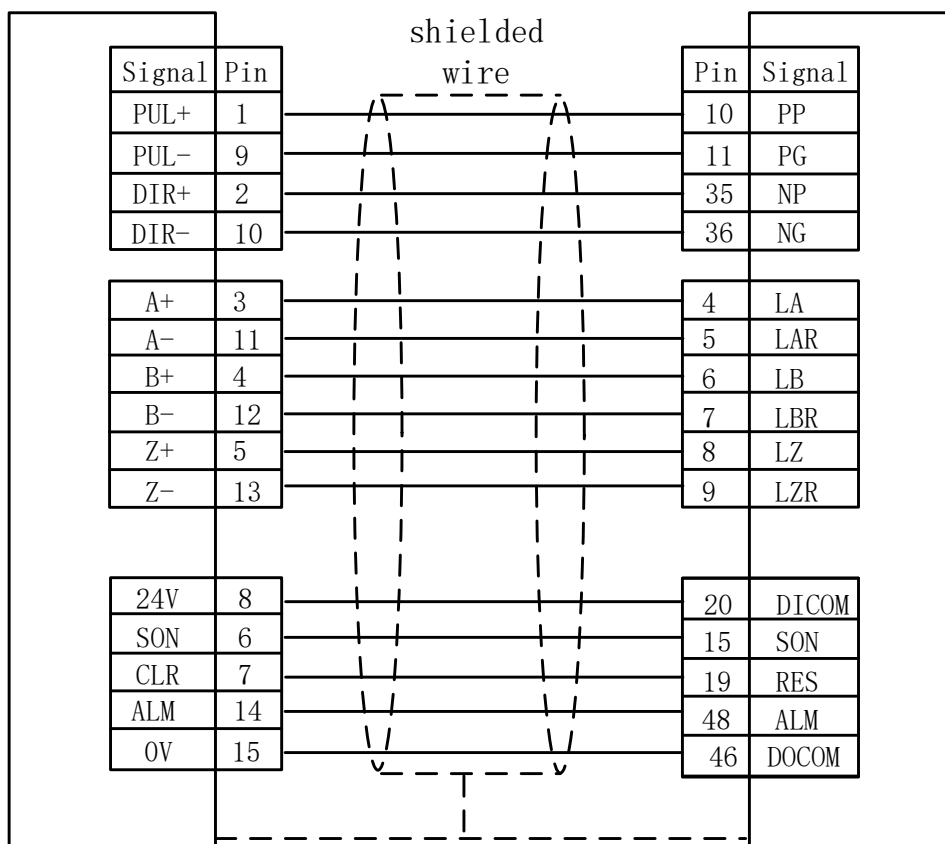 shielded
wire
Signal Pin Pin Signal
PUL+ 1 10 PP
PUL- 9 11 PG
DIR+ 2 35 NP
DIR- 10 36 NG
A+ 3 4 LA
A- 11 5 LAR
B+ 4 6 LB
B- 12 7 LBR
Z+ 5 8 LZ
Z- 13 9 LZR
24V 8 20 DICOM
SON 6 15 SON
CLR 7 19 RES
ALM 14 48 ALM
0V 15 46 DOCOM